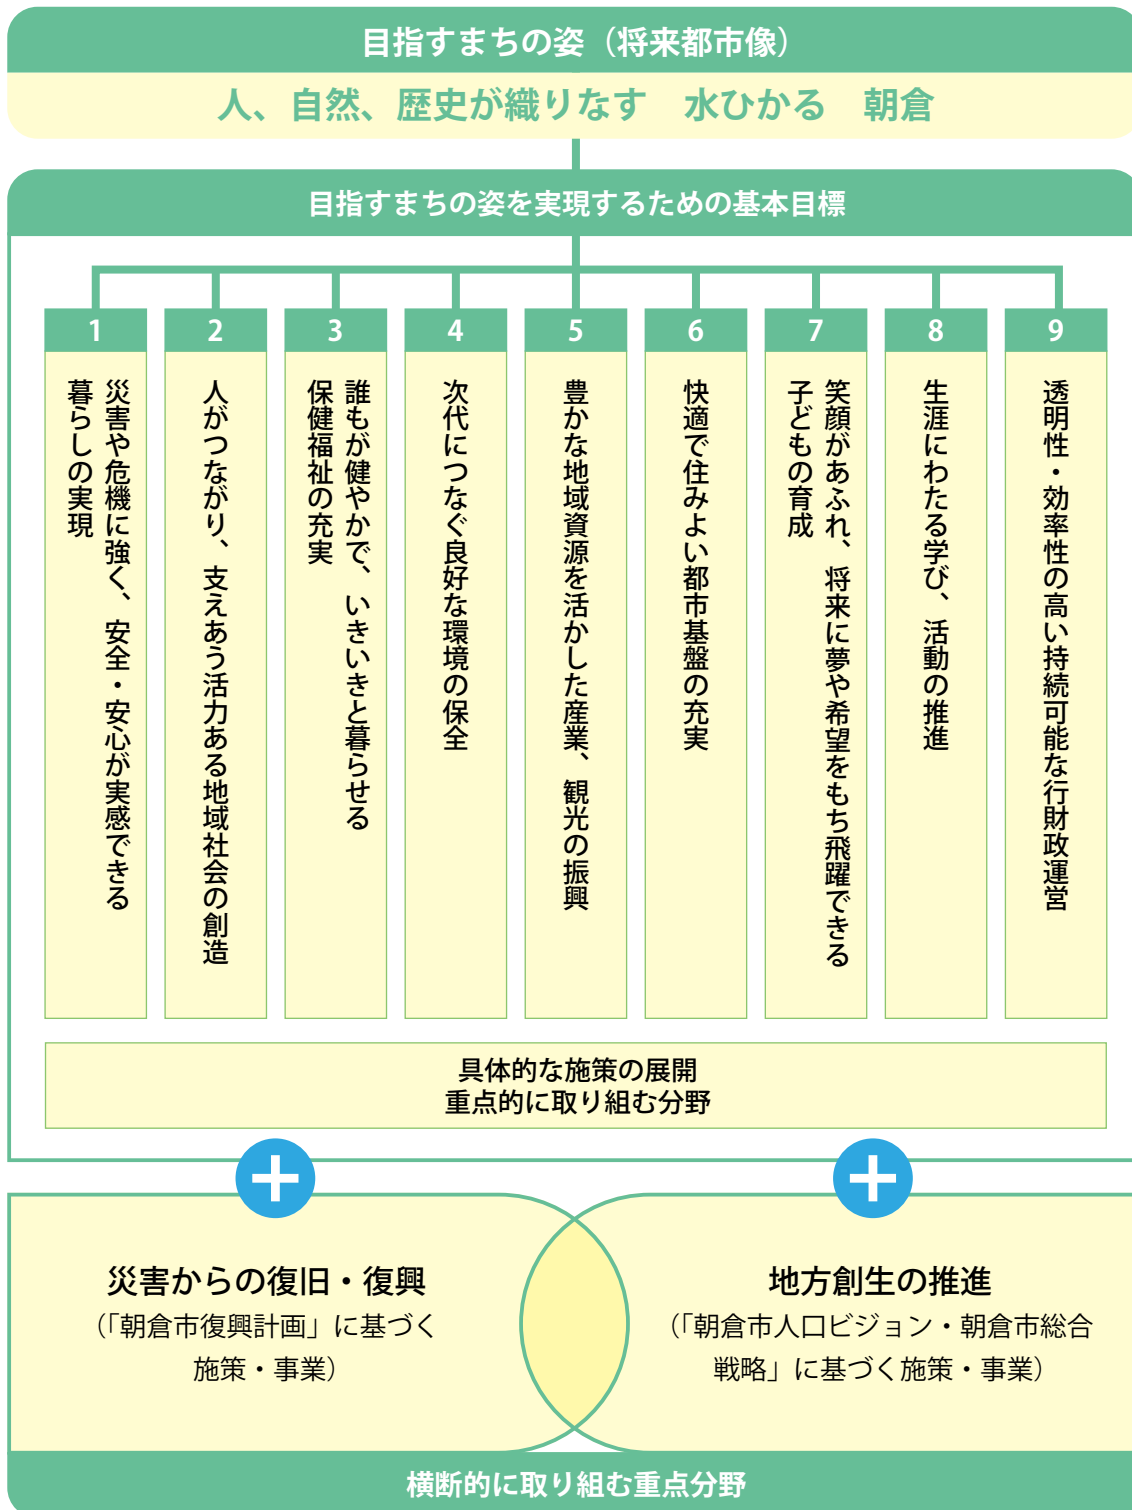 目指すまちの姿（将来都市像）
人、自然、歴史が織りなす　水ひかる　朝倉
目指すまちの姿を実現するための基本目標
1
災害や危機に強く、安全・安心が実感できる
暮らしの実現
2
人がつながり、支えあう活力ある地域社会の創造
3
誰もが健やかで、いきいきと暮らせる
保健福祉の充実
4
次代につなぐ良好な環境の保全
5
豊かな地域資源を活かした産業、観光の振興
6
快適で住みよい都市基盤の充実
7
笑顔があふれ、将来に夢や希望をもち飛躍できる
子どもの育成
8
生涯にわたる学び、活動の推進
9
透明性・効率性の高い持続可能な行財政運営
具体的な施策の展開
重点的に取り組む分野
災害からの復旧・復興
（「朝倉市復興計画」に基づく
施策・事業）
地方創生の推進
（「朝倉市人口ビジョン・朝倉市総合
戦略」に基づく施策・事業）
横断的に取り組む重点分野